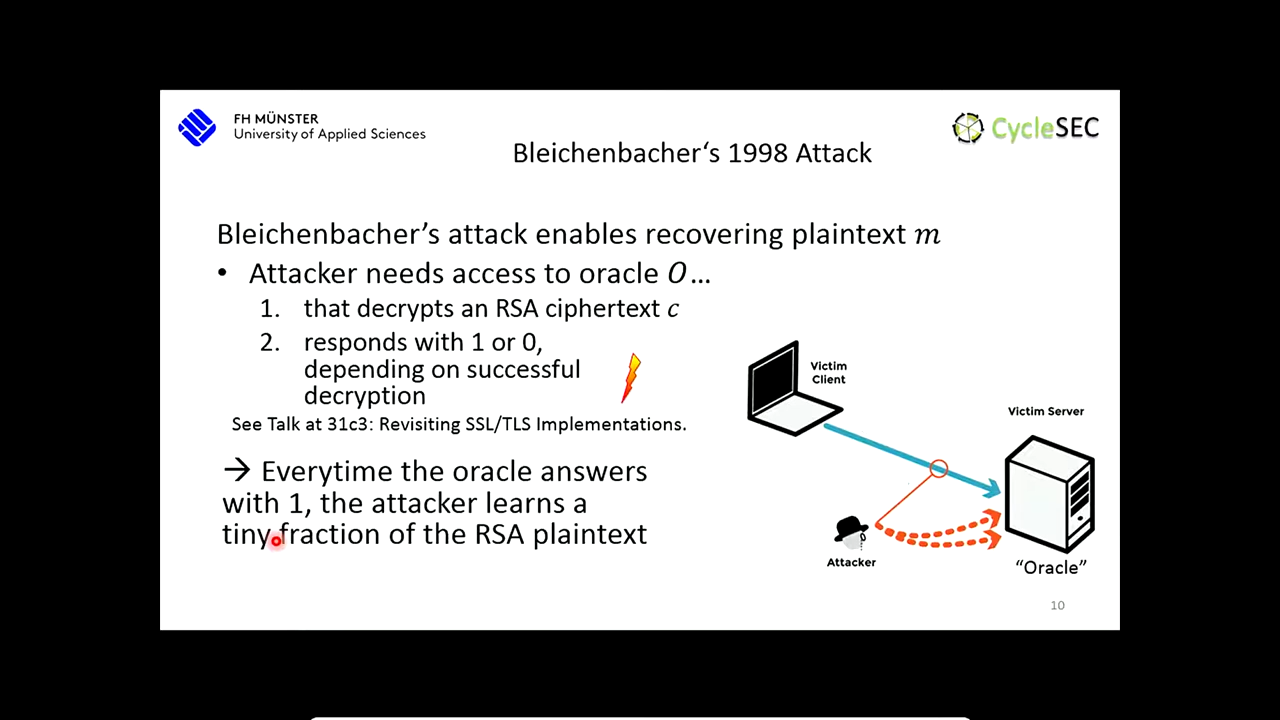 FH MÜNSTER
University of Applied Sciences
CycleSEC
Bleichenbacher‘s 1998 Attack
Bleichenbacher’s attack enables recovering plaintext m
• Attacker needs access to oracle O…
1. that decrypts an RSA ciphertext c
2. responds with 1 or 0,
depending on successful
decryption
See Talk at 31c3: Revisiting SSL/TLS Implementations.
→ Everytime the oracle answers
with 1, the attacker learns a
tiny fraction of the RSA plaintext
Victim
Client
Victim Server
Attacker
“Oracle”
10